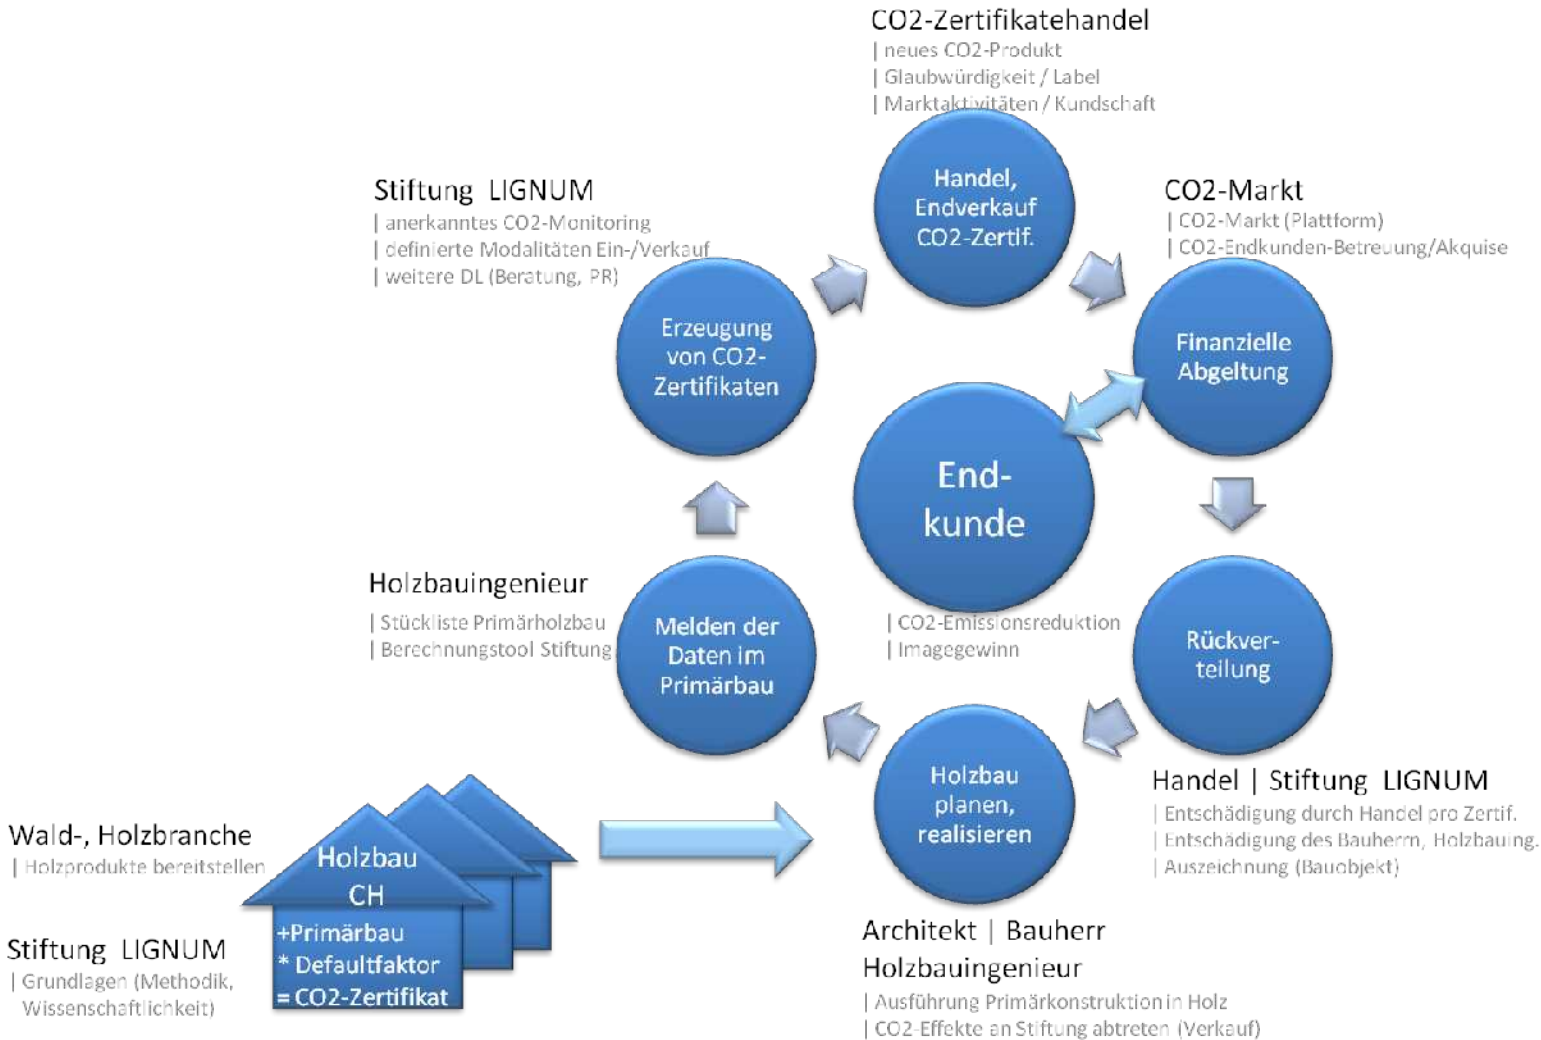 CO2-Zertifikatehandel
| neues CO2-Produkt
| Glaubwürdigkeit / Label
| Marktaktivitäten / Kundschaft
Handel,
Endverkauf
CO2-Zertif.
Stiftung LIGNUM
| anerkanntes CO2-Monitoring
| definierte Modalitäten Ein-/Verkauf
| weitere DL (Beratung, PR)
Erzeugung
von CO2-
Zertifikaten
CO2-Markt
| CO2-Markt (Plattform)
| CO2-Endkunden-Betreuung/Akquise
Finanzielle
Abgeltung
End-
kunde
| CO2-Emissionsreduktion
| Imagegewinn
Holzbauingenieur
| Stückliste Primärholzbau
| Berechnungstool Stiftung
Melden der
Daten im
Primärbau
Rückver-
teilung
Handel | Stiftung LIGNUM
| Entschädigung durch Handel pro Zertif.
| Entschädigung des Bauherrn, Holzbauing.
| Auszeichnung (Bauobjekt)
Holzbau
planen,
realisieren
Architekt | Bauherr
Holzbauingenieur
| Ausführung Primärkonstruktion in Holz
| CO2-Effekte an Stiftung abtreten (Verkauf)
Wald-, Holzbranche
| Holzprodukte bereitstellen
Stiftung LIGNUM
| Grundlagen (Methodik,
Wissenschaftlichkeit)
Holzbau
CH
+Primärbau
* Defaultfaktor
= CO2-Zertifikat